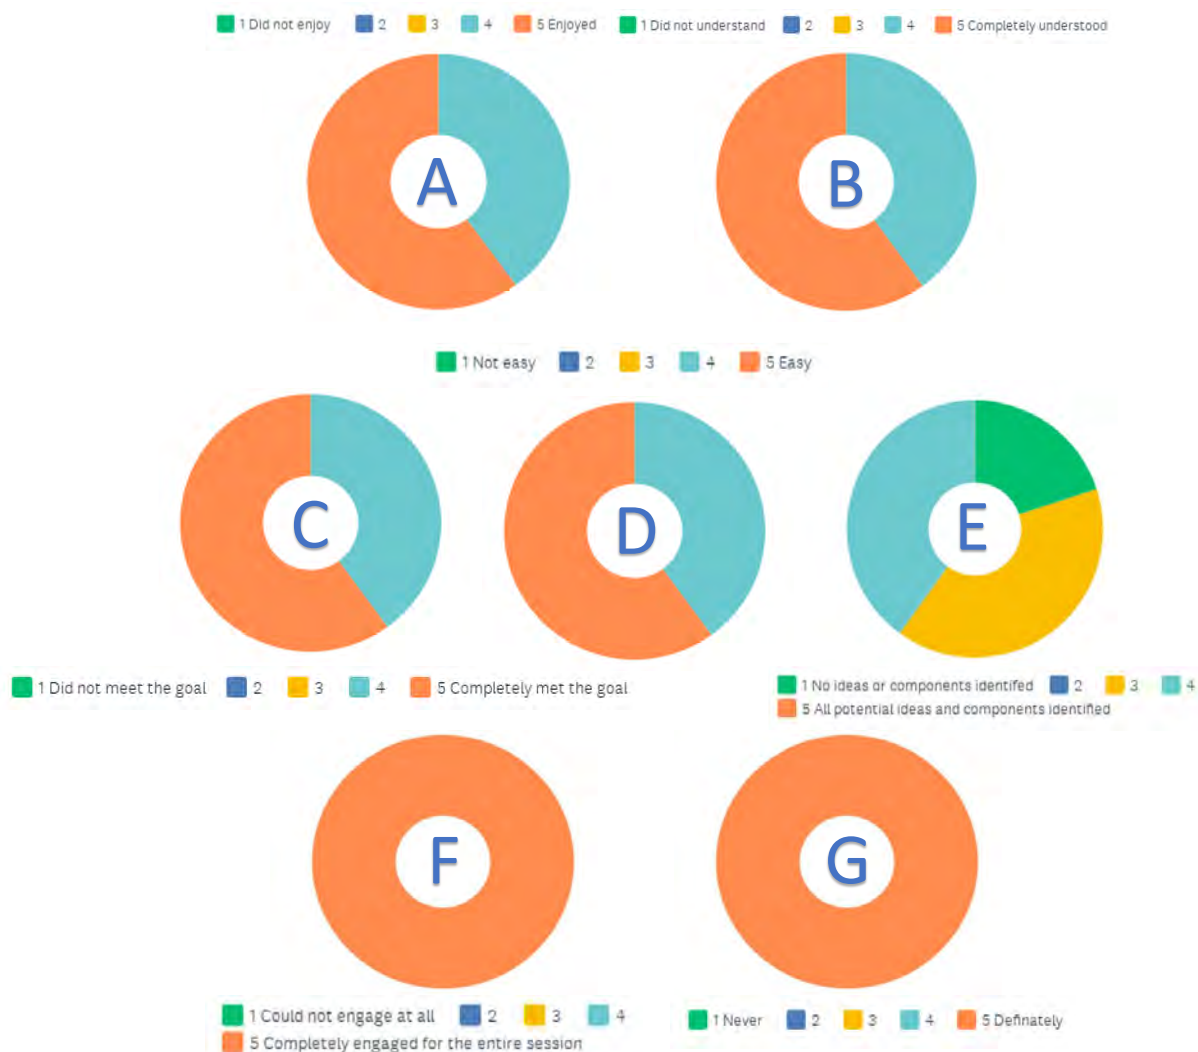 1 Did not enjoy 2 3 4 5 Enjoyed
1 Did not understand 2 3 4 5 Completely understood
A
B
1 Not easy 2 3 4 5 Easy
C
D
E
1 Did not meet the goal 2 3 4 5 Completely met the goal
1 No ideas or components identifed 2 3 4
5 All potential ideas and components identified
F
G
1 Could not engage at all 2 3 4
5 Completely engaged for the entire session
1 Never 2 3 4 5 Definately